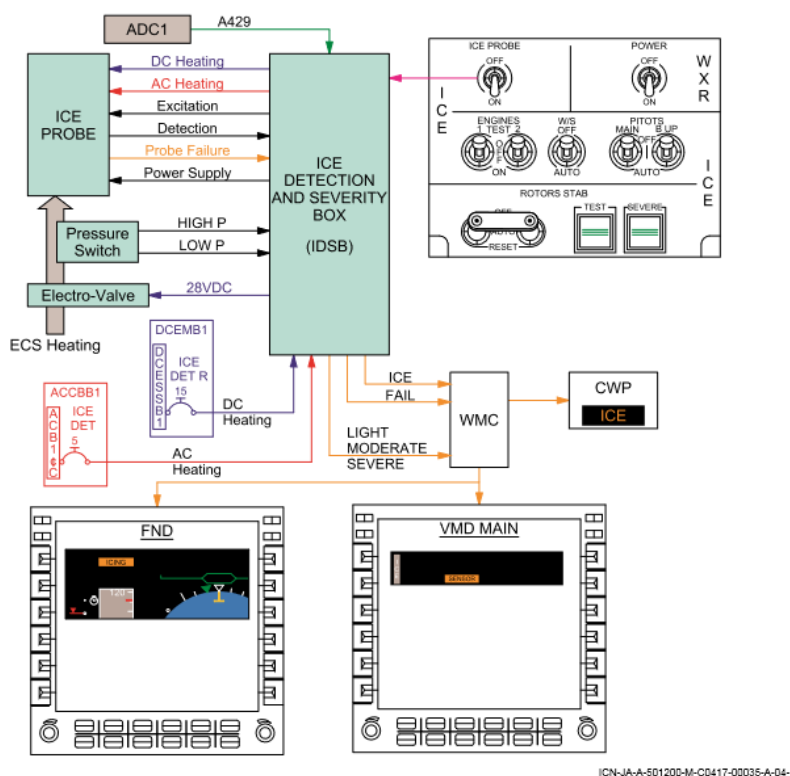 ADC1
A429
DC Heating
AC Heating
Excitation
Detection
Probe Failure
Power Supply
ICE
PROBE
ICE
DETECTION
AND SEVERITY
BOX
(IDSB)
HIGH P
LOW P
Pressure
Switch
28VDC
Electro-Valve
ECS Heating
ICE PROBE
OFF
ON
POWER
OFF
ON
WXR
ICE
ENGINES
1 TEST 2
OFF
ON
W/S
OFF
AUTO
PITOTS
MAIN B UP
OFF
AUTO
ICE
ROTORS STAB
OFF
AUTO
RESET
TEST
SEVERE
DCEMB1
DCESSB1
ICE
DET R
15
DC
Heating
ACCBB1
ACB1¢C
ICE
DET
5
AC
Heating
ICE
FAIL
LIGHT
MODERATE
SEVERE
WMC
CWP
ICE
FND
ICING
120
VMD MAIN
SENSOR
ICN-JA-A-501200-M-C0417-00035-A-04-